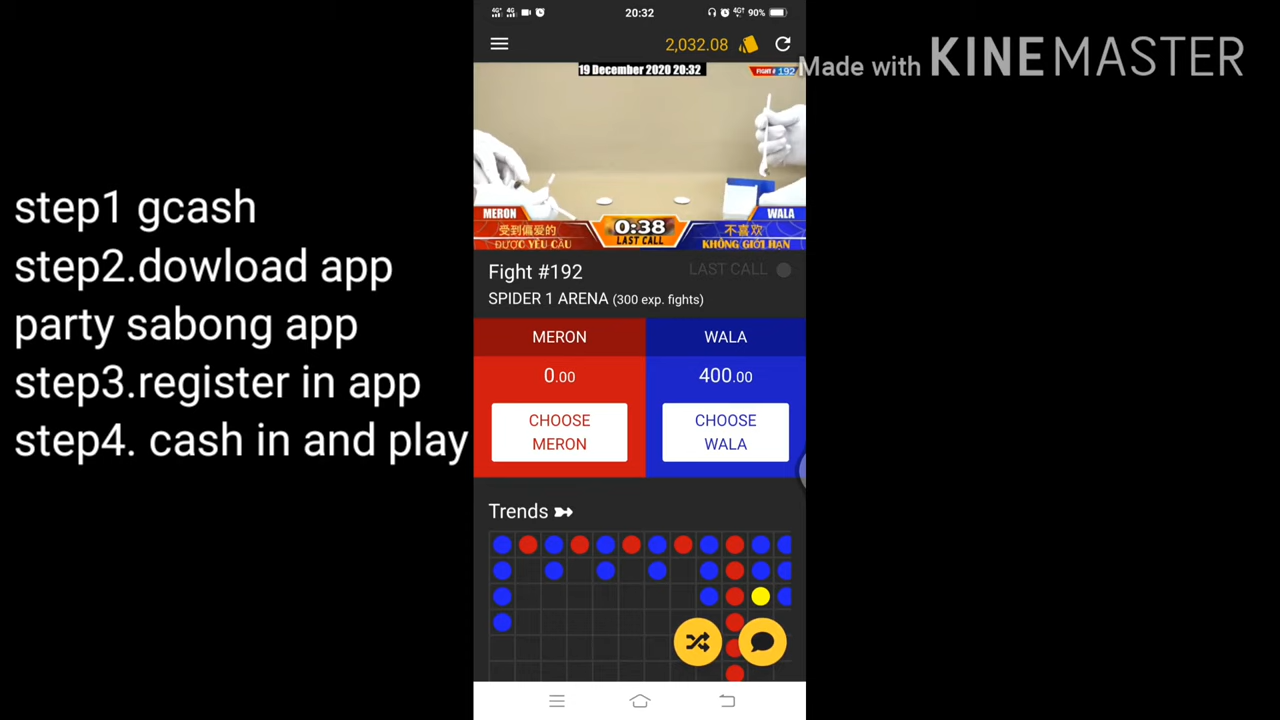 20:32
90%
2,032.08
Made with KINEMASTER
19 December 2020 20:32
FIGHT # 192
MERON
WALA
受到偏爱的
0:38
不喜欢
ĐƯỢC YÊU CẦU
LAST CALL
KHÔNG GIỚI HẠN
Fight #192
LAST CALL
SPIDER 1 ARENA (300 exp. fights)
MERON
WALA
0.00
400.00
CHOOSE
MERON
CHOOSE
WALA
Trends
step1 gcash
step2.dowload app
party sabong app
step3.register in app
step4. cash in and play